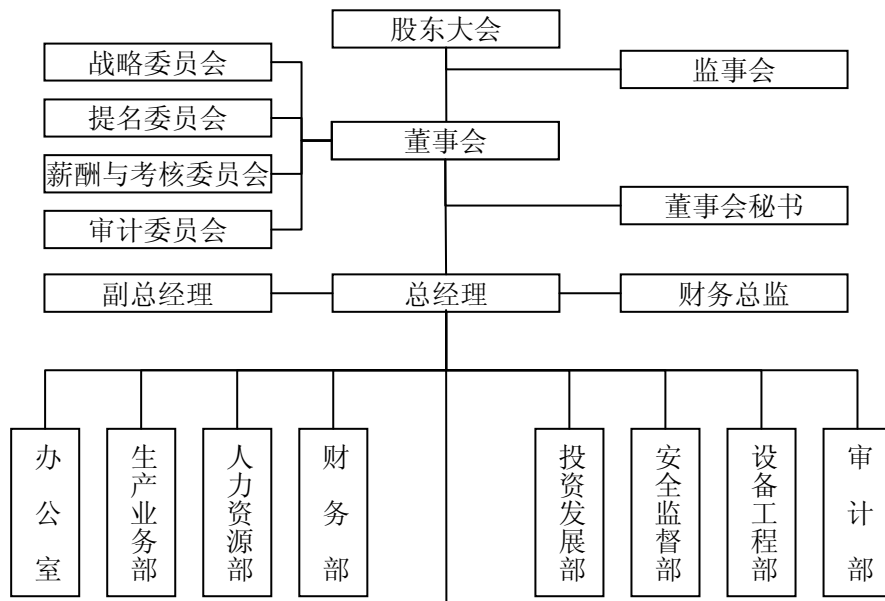 股东大会
战略委员会
监事会
提名委员会
董事会
薪酬与考核委员会
审计委员会
董事会秘书
副总经理
总经理
财务总监
办公室
生产业务部
人力资源部
财务部
投资发展部
安全监督部
设备工程部
审计部